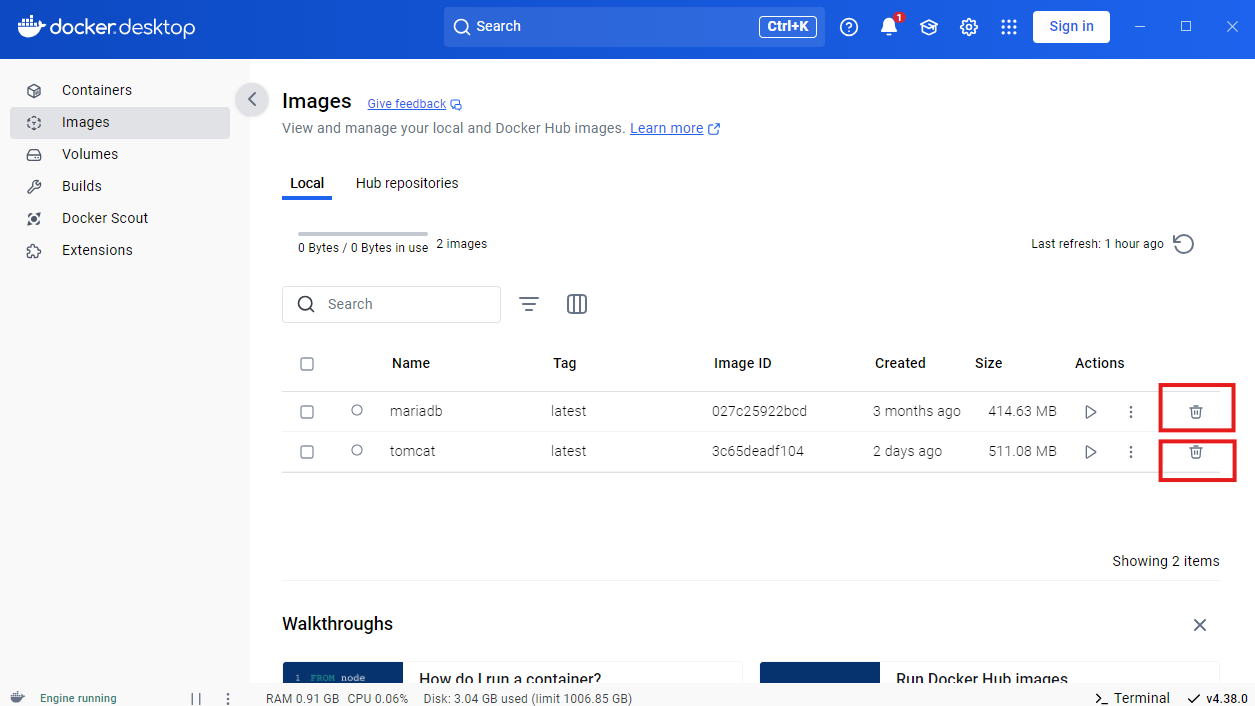 docker.desktop
Search
Ctrl+K
1
Sign in
Containers
Images
Volumes
Builds
Docker Scout
Extensions
Images
Give feedback
View and manage your local and Docker Hub images. Learn more
Local
Hub repositories
0 Bytes / 0 Bytes in use
2 images
Last refresh: 1 hour ago
Search
Name Tag Image ID Created Size Actions
mariadb latest 027c25922bcd 3 months ago 414.63 MB
tomcat latest 3c65deadf104 2 days ago 511.08 MB
Showing 2 items
Walkthroughs
1 FROM node
How do I run a container?
Run Docker Hub images
Engine running
RAM 0.91 GB CPU 0.06% Disk: 3.04 GB used (limit 1006.85 GB)
>_ Terminal
v4.38.0